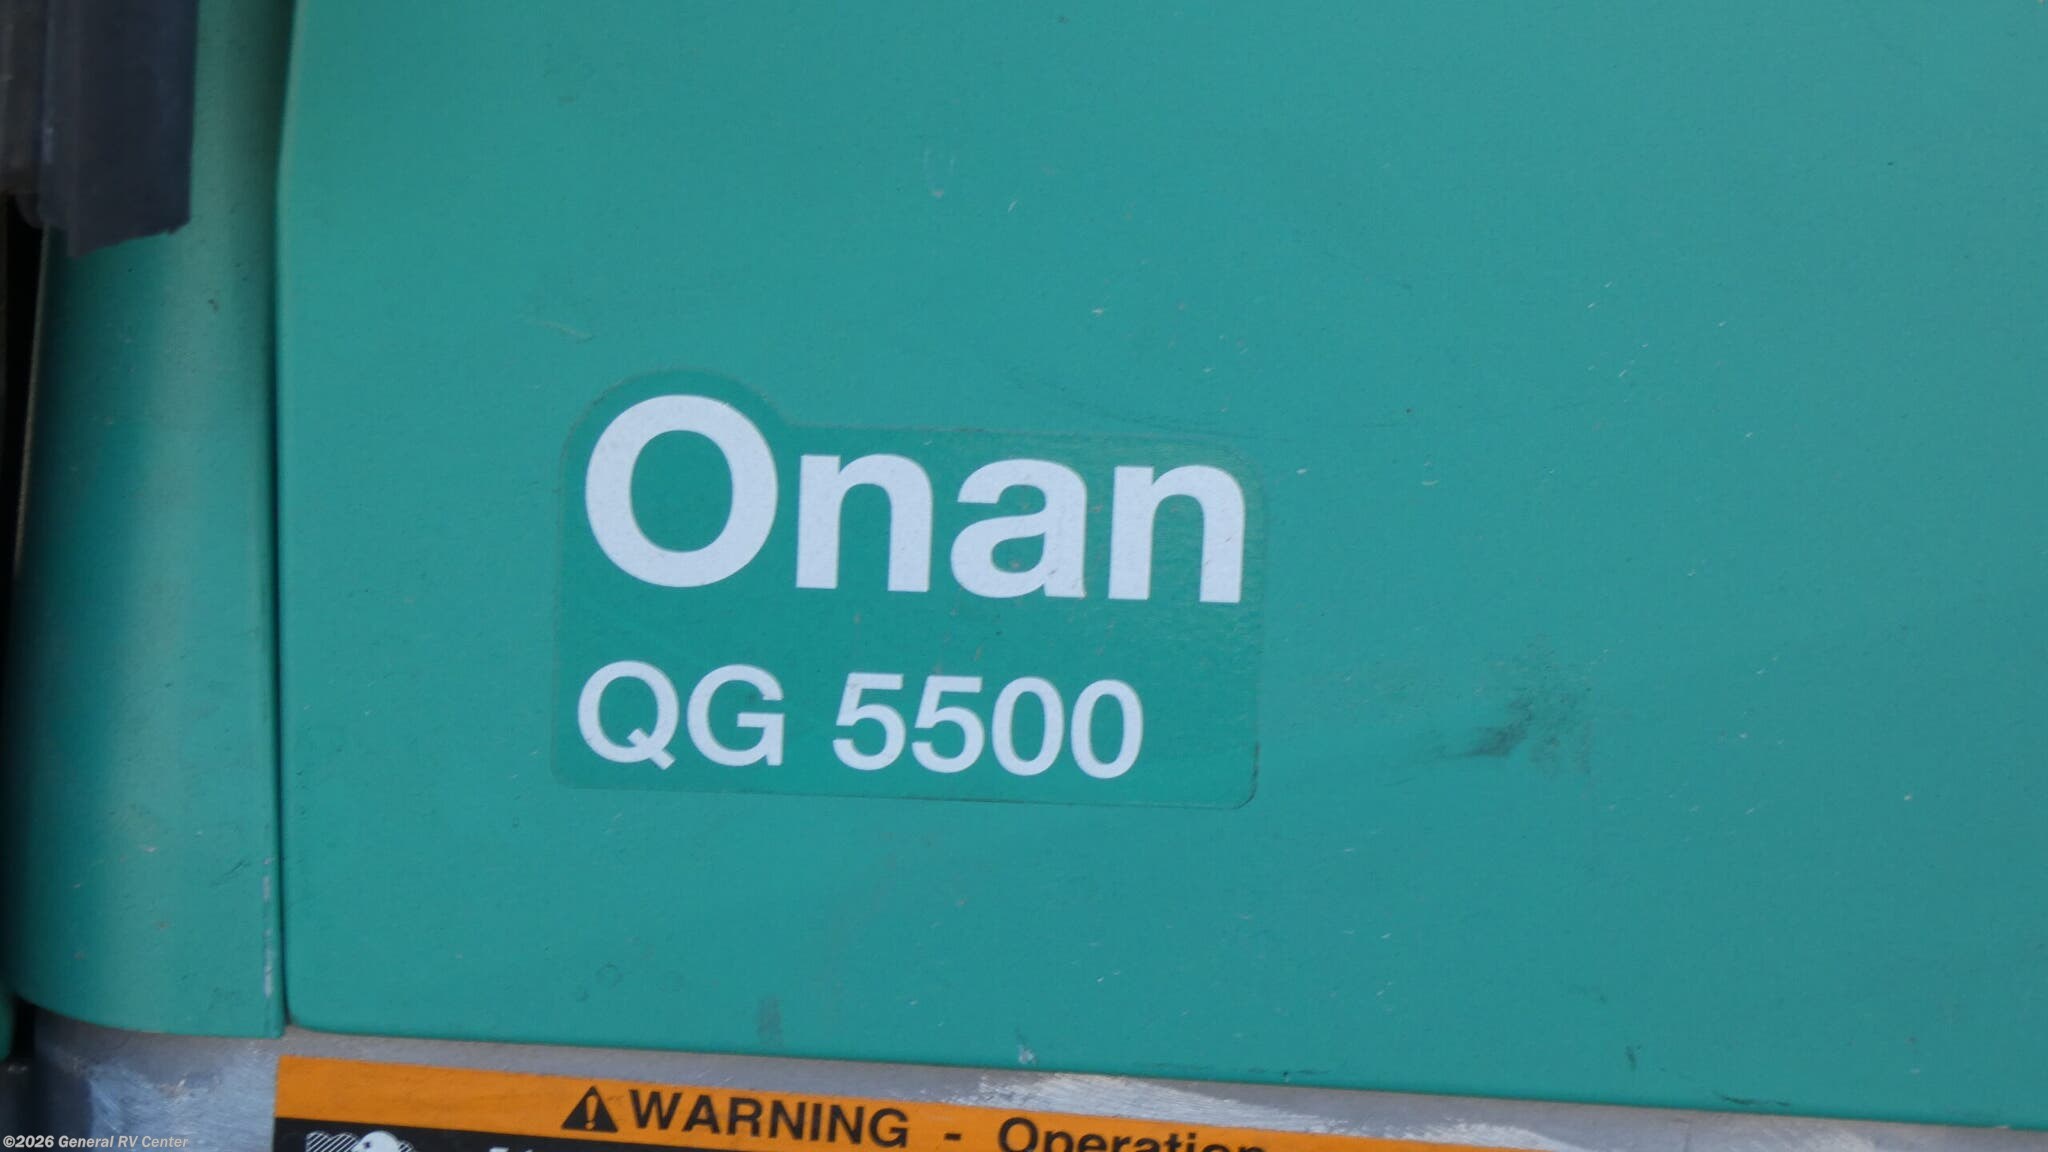 Onan
QG 5500
WARNING - Operation
©2026 General RV Center